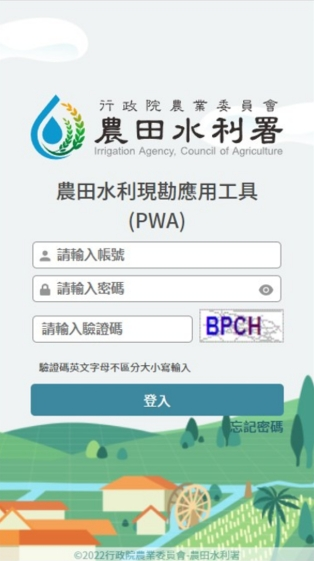 行政院農業委員會
農田水利署
Irrigation Agency, Council of Agriculture
農田水利現勘應用工具
(PWA)
請輸入帳號
請輸入密碼
請輸入驗證碼
BPCH
驗證碼英文字母不區分大小寫輸入
登入
忘記密碼
©2022行政院農業委員會-農田水利署